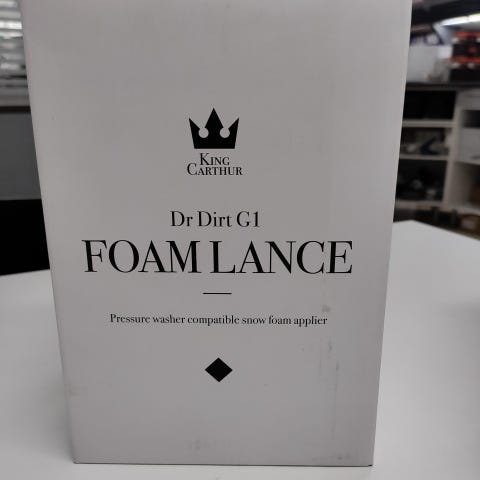 KING
CARTHUR
Dr Dirt G1
FOAM LANCE
Pressure washer compatible snow foam applier